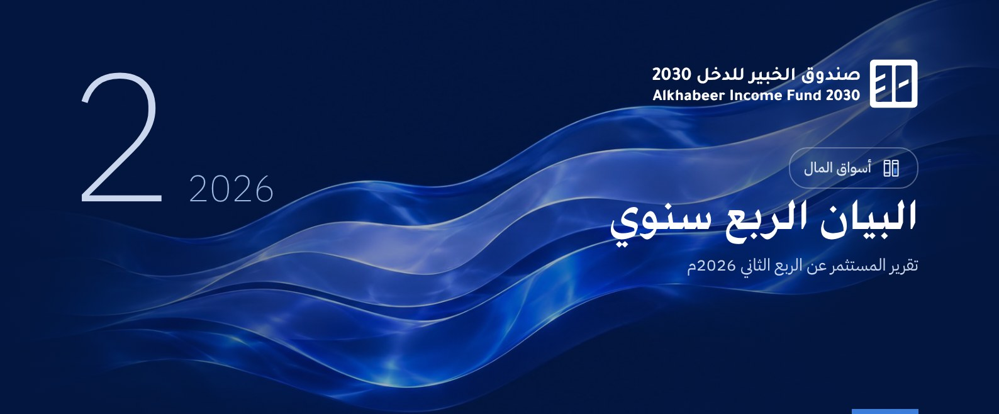 صندوق الخبير للدخل 2030
Alkhabeer Income Fund 2030
أسواق المال
البيان الربع سنوي
تقرير المستثمر عن الربع الثاني 2026م
2
2026